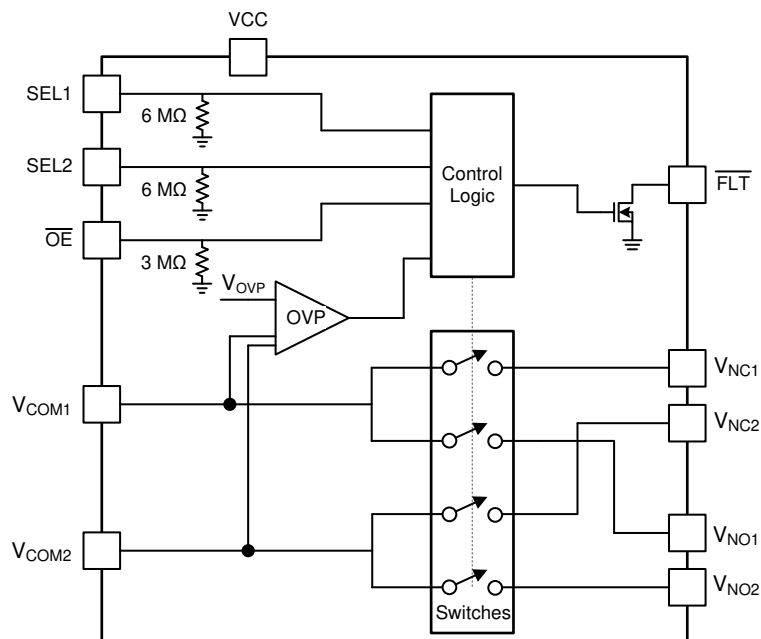 VCC
SEL1
6 MΩ
SEL2
6 MΩ
Control
Logic
FLT
OE
3 MΩ
VOVP
OVP
VCOM1
VNC1
VNC2
VCOM2
VNO1
VNO2
Switches